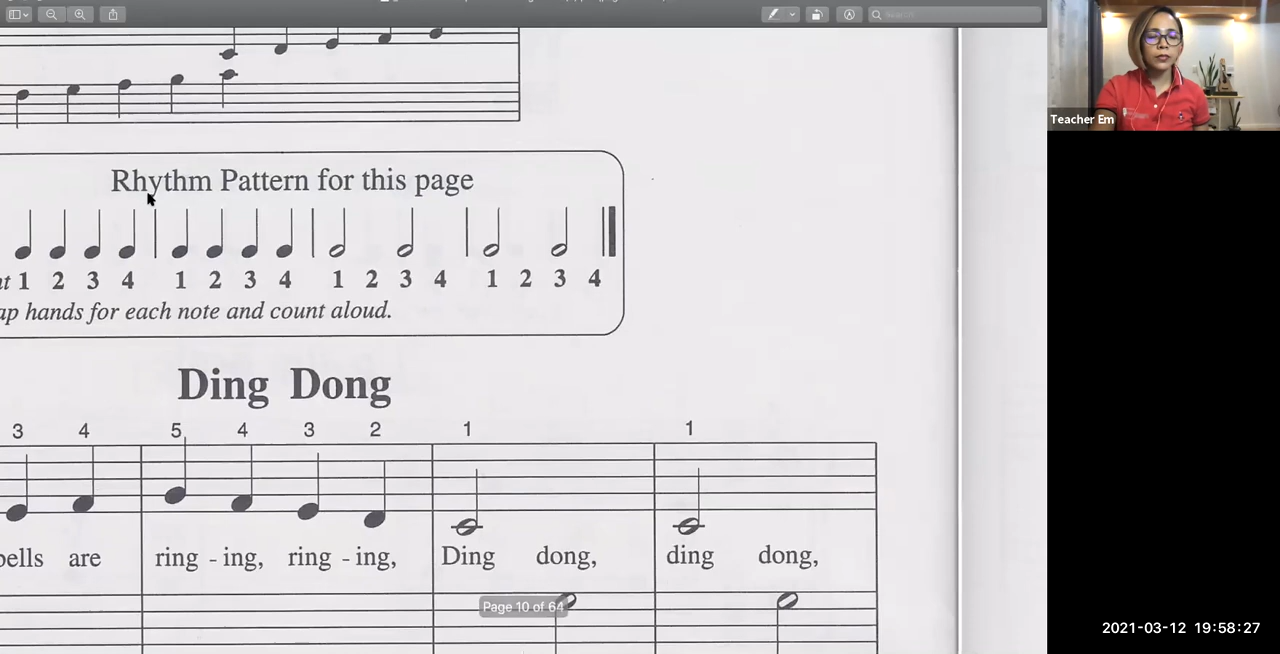 Search
Teacher Em
Rhythm Pattern for this page
1 2 3 4 1 2 3 4 1 2 3 4 1 2 3 4
hands for each note and count aloud.
Ding Dong
3 4 5 4 3 2 1 1
are ring - ing, ring - ing, Ding dong, ding dong,
Page 10 of 64
2021-03-12 19:58:27